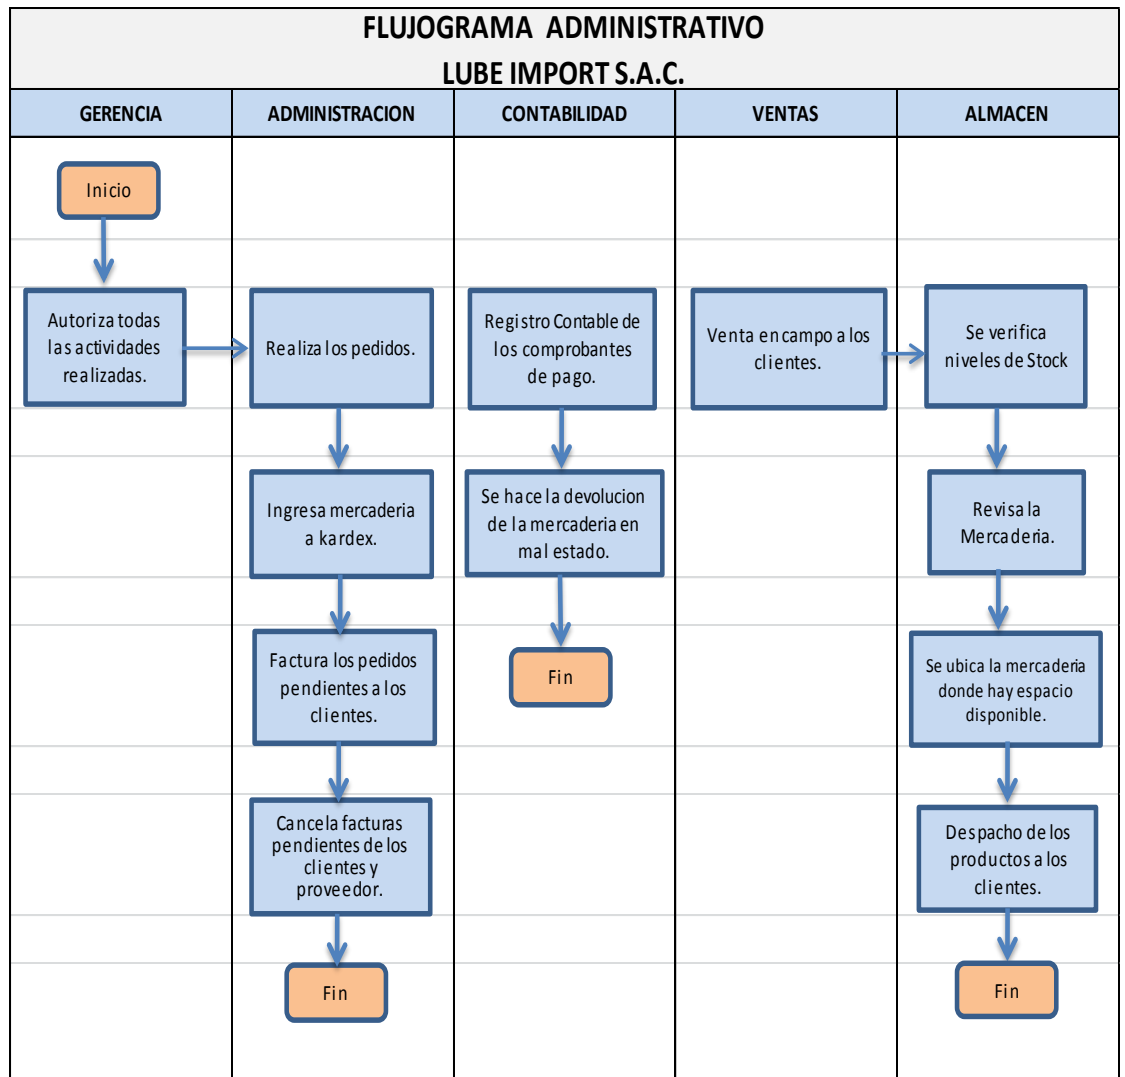 FLUJOGRAMA ADMINISTRATIVO
LUBE IMPORT S.A.C.
GERENCIA
ADMINISTRACION
CONTABILIDAD
VENTAS
ALMACEN
Inicio
Autoriza todas
las actividades
realizadas.
Realiza los pedidos.
Ingresa mercaderia
a kardex.
Factura los pedidos
pendientes a los
clientes.
Cancela facturas
pendientes de los
clientes y
proveedor.
Fin
Registro Contable de
los comprobantes
de pago.
Se hace la devolucion
de la mercaderia en
mal estado.
Fin
Venta en campo a los
clientes.
Se verifica
niveles de Stock
Revisa la
Mercaderia.
Se ubica la mercaderia
donde hay espacio
disponible.
Despacho de los
productos a los
clientes.
Fin